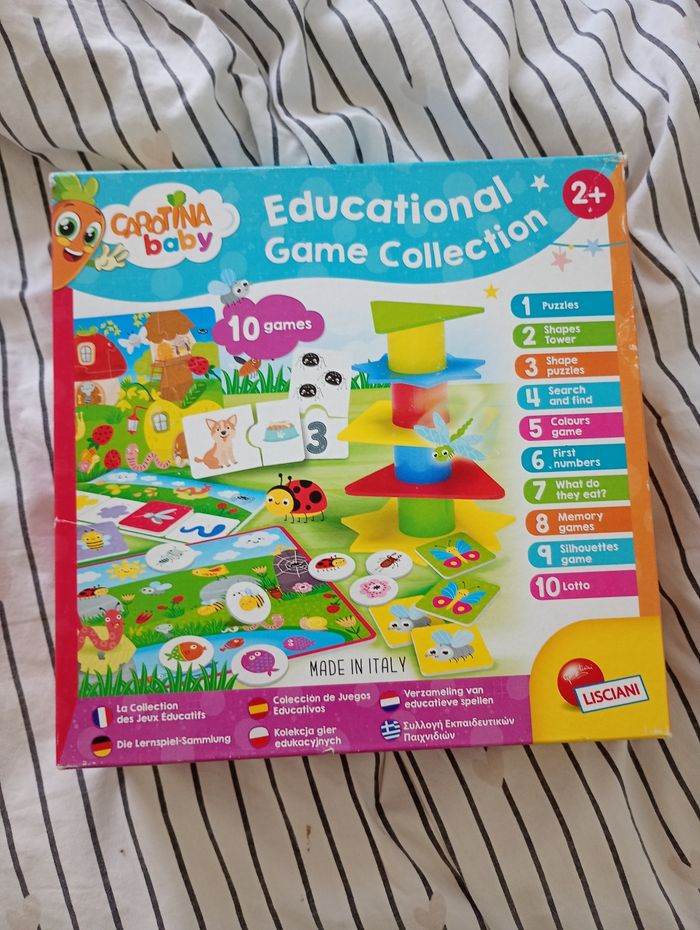 CAROTINA
baby
Educational
Game Collection
2+
10 games
1 Puzzles
2 Shapes
Tower
3 Shape
puzzles
4 Search
and find
5 Colours
game
6 First
numbers
7 What do
they eat?
8 Memory
games
9 Silhouettes
game
10 Lotto
3
MADE IN ITALY
La Collection
des Jeux Éducatifs
Die Lernspiel-Sammlung
Colección de Juegos
Educativos
Kolekcja gier
edukacyjnych
Verzameling van
educatieve spellen
Συλλογή Εκπαιδευτικών
Παιχνιδιών
LISCIANI